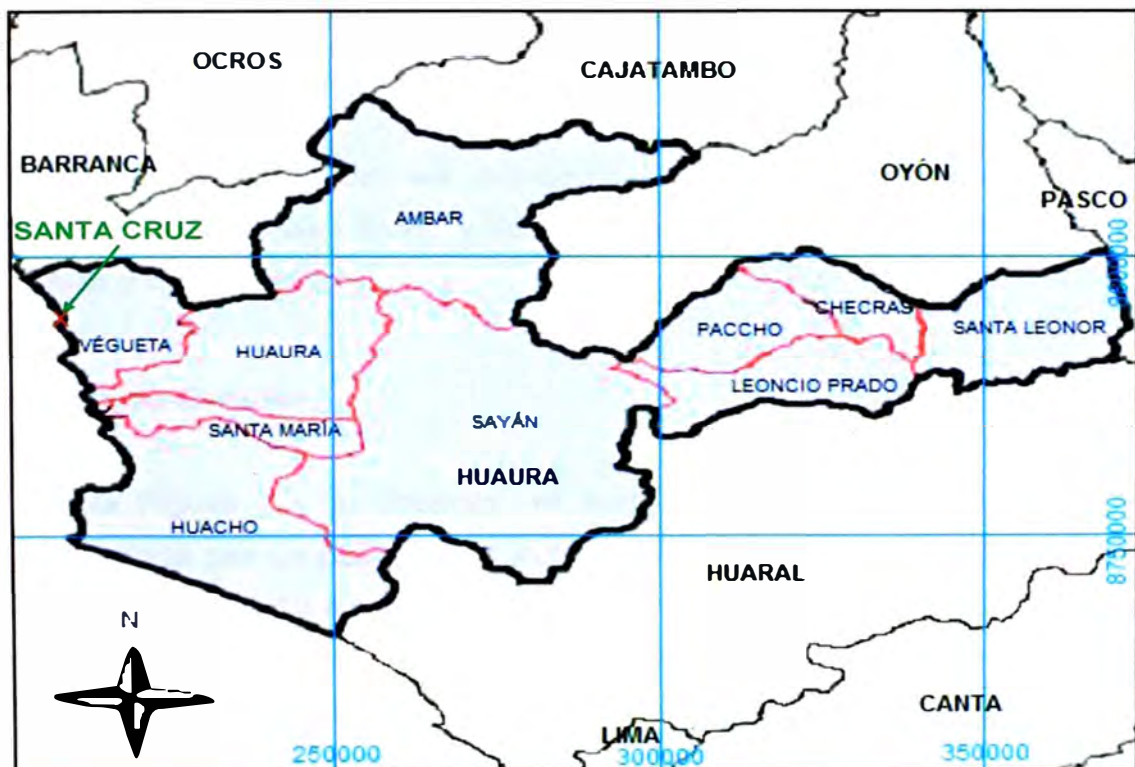 OCROS
CAJATAMBO
BARRANCA
OYÓN
PASCO
AMBAR
SANTA CRUZ
8800000
CHECRAS
PACCHO
SANTA LEONOR
VÉGUETA
HUAURA
LEONCIO PRADO
SAYÁN
SANTA MARÍA
HUAURA
HUACHO
8750000
HUARAL
N
CANTA
LIMA
250000
300000
350000